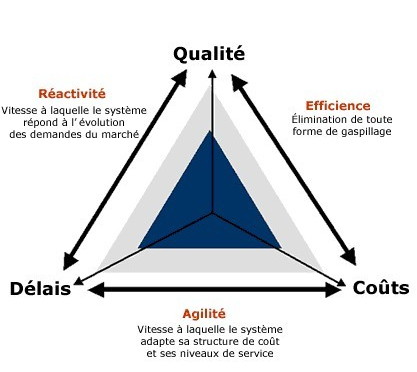 Qualité
Réactivité
Vitesse à laquelle le système
répond à l'évolution
des demandes du marché
Efficience
Élimination de toute
forme de gaspillage
Délais
Coûts
Agilité
Vitesse à laquelle le système
adapte sa structure de coût
et ses niveaux de service